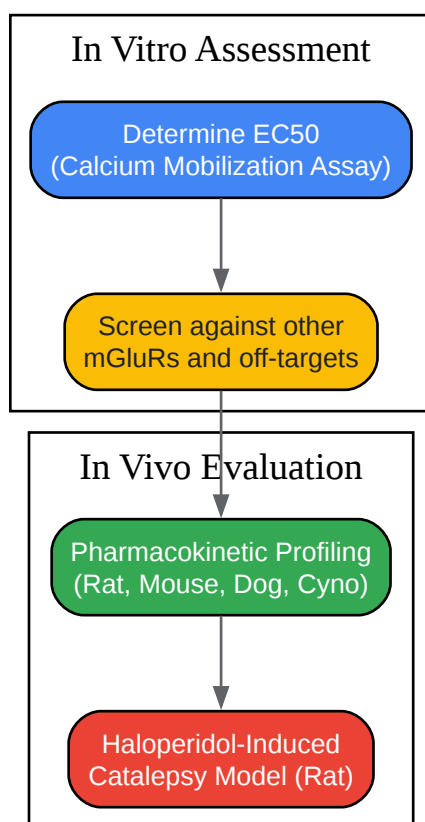 In Vitro Assessment
Determine EC50
(Calcium Mobilization Assay)
Screen against other
mGluRs and off-targets
In Vivo Evaluation
Pharmacokinetic Profiling
(Rat, Mouse, Dog, Cyno)
Haloperidol-Induced
Catalepsy Model (Rat)